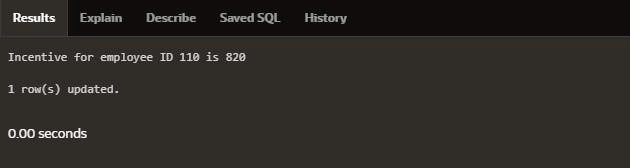 Results Explain Describe Saved SQL History
Incentive for employee ID 110 is 820
1 row(s) updated.
0.00 seconds